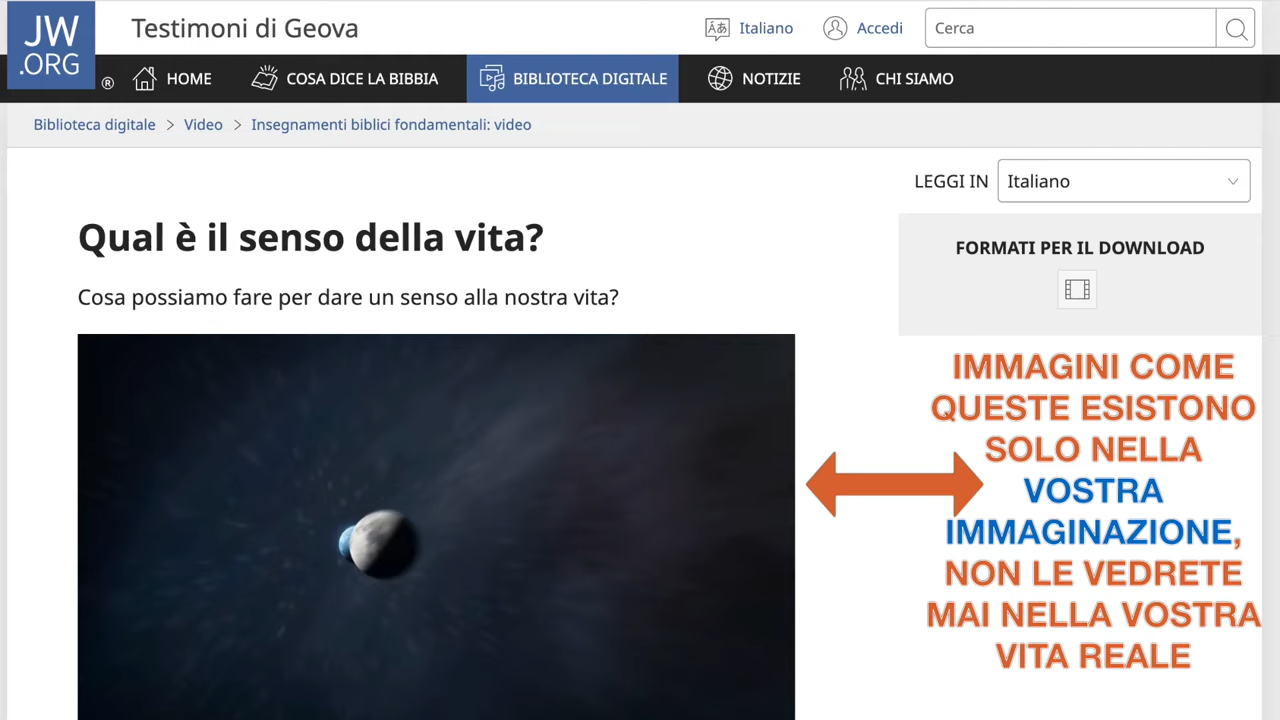 JW
.ORG
®
Testimoni di Geova
Italiano
Accedi
Cerca
HOME
COSA DICE LA BIBBIA
BIBLIOTECA DIGITALE
NOTIZIE
CHI SIAMO
Biblioteca digitale > Video > Insegnamenti biblici fondamentali: video
LEGGI IN
Italiano
Qual è il senso della vita?
Cosa possiamo fare per dare un senso alla nostra vita?
FORMATI PER IL DOWNLOAD
IMMAGINI COME
QUESTE ESISTONO
SOLO NELLA
VOSTRA
IMMAGINAZIONE,
NON LE VEDRETE
MAI NELLA VOSTRA
VITA REALE